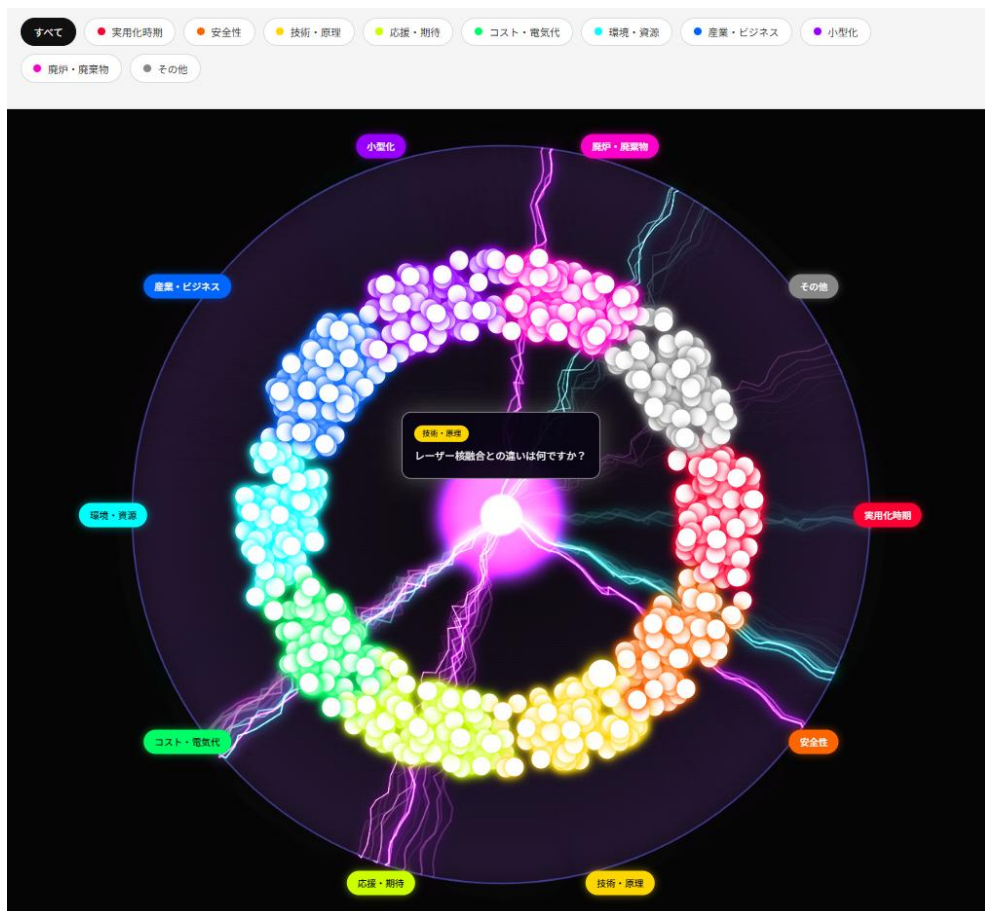 すべて
実用化時期
安全性
技術・原理
応援・期待
コスト・電気代
環境・資源
産業・ビジネス
小型化
廃炉・廃棄物
その他
小型化
廃炉・廃棄物
産業・ビジネス
その他
技術・原理
レーザー核融合との違いは何ですか？
環境・資源
実用化時期
コスト・電気代
安全性
応援・期待
技術・原理